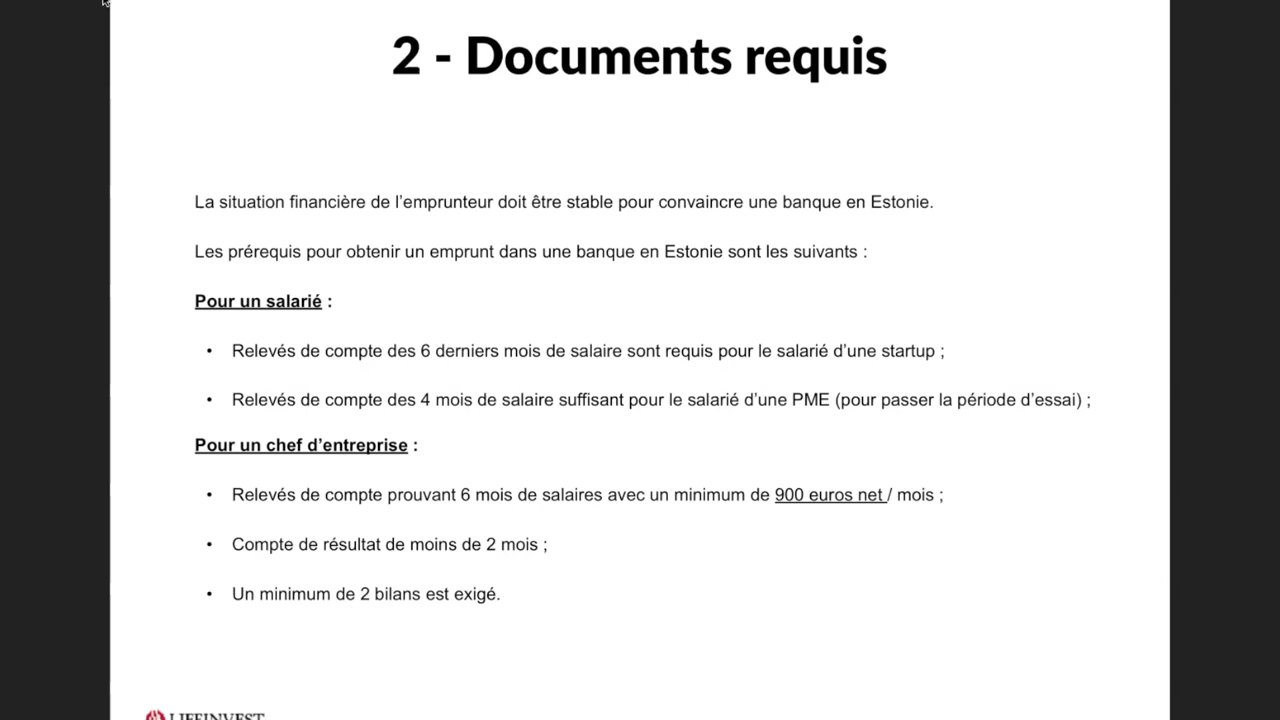 2 - Documents requis
La situation financière de l’emprunteur doit être stable pour convaincre une banque en Estonie.
Les prérequis pour obtenir un emprunt dans une banque en Estonie sont les suivants :
Pour un salarié :
• Relevés de compte des 6 derniers mois de salaire sont requis pour le salarié d’une startup ;
• Relevés de compte des 4 mois de salaire suffisant pour le salarié d’une PME (pour passer la période d’essai) ;
Pour un chef d’entreprise :
• Relevés de compte prouvant 6 mois de salaires avec un minimum de 900 euros net / mois ;
• Compte de résultat de moins de 2 mois ;
• Un minimum de 2 bilans est exigé.
LIFEINVEST